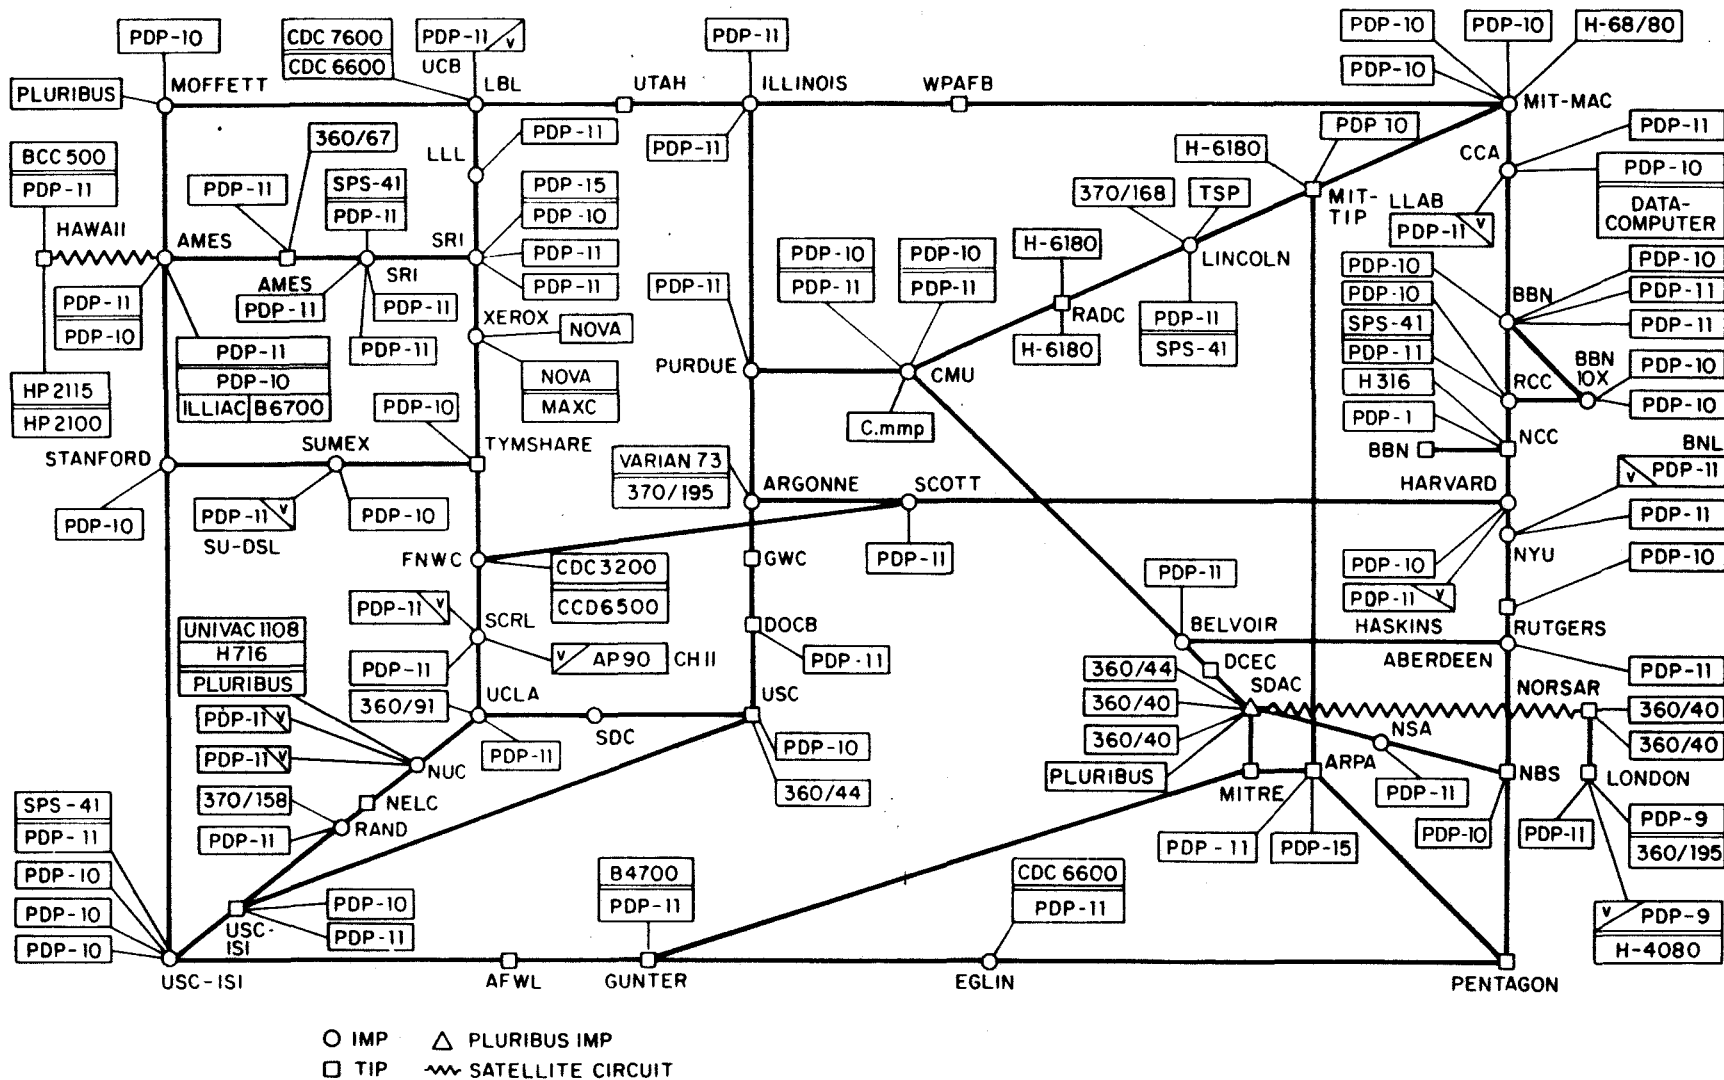 PDP-10
CDC 7600
CDC 6600
PDP-11 V
UCB
PDP-11
PDP-10
PDP-10
H-68/80
PDP-10
PLURIBUS
MOFFETT
LBL
UTAH
ILLINOIS
WPAFB
MIT-MAC
PDP-11
LLL
360/67
PDP-11
PDP 10
H-6180
CCA
PDP-11
BCC 500
PDP-11
PDP-11
SPS-41
PDP-11
PDP-15
PDP-10
370/168
TSP
MIT-
TIP
LLAB
PDP-11 V
PDP-10
DATA-
COMPUTER
HAWAII
AMES
AMES
SRI
SRI
PDP-11
PDP-11
PDP-10
PDP-11
PDP-10
PDP-11
H-6180
RADC
H-6180
LINCOLN
PDP-11
SPS-41
PDP-10
PDP-10
SPS-41
PDP-11
H 316
PDP-1
BBN
PDP-10
PDP-11
PDP-11
PDP-11
PDP-10
PDP-11
PDP-11
PDP-11
XEROX
NOVA
PDP-11
PDP-11
PDP-10
ILLIAC
B6700
NOVA
MAXC
PURDUE
CMU
C.mmp
RCC
BBN
10X
PDP-10
PDP-10
HP 2115
HP 2100
PDP-10
TYMSHARE
STANFORD
SUMEX
PDP-10
PDP-11 V
SU-DSL
PDP-10
VARIAN 73
370/195
ARGONNE
SCOTT
PDP-11
BBN
NCC
BNL
V PDP-11
HARVARD
PDP-11
NYU
PDP-10
PDP-10
PDP-11 V
HASKINS
FNWC
CDC 3200
CCD6500
GWC
PDP-11
BELVOIR
RUTGERS
ABERDEEN
PDP-11
PDP-11 V
SCRL
V AP90
CH II
PDP-11
DOCB
PDP-11
UNIVAC 1108
H716
PLURIBUS
PDP-11 V
PDP-11 V
360/91
UCLA
PDP-11
SDC
USC
PDP-10
360/44
NUC
NELC
RAND
370/158
PDP-11
360/44
360/40
360/40
PLURIBUS
DCEC
SDAC
NORSAR
360/40
360/40
NSA
PDP-11
MITRE
ARPA
PDP-11
PDP-15
NBS
PDP-10
LONDON
PDP-11
PDP-9
360/195
V PDP-9
H-4080
SPS-41
PDP-11
PDP-10
PDP-10
PDP-10
USC-
ISI
PDP-10
PDP-11
B4700
PDP-11
CDC 6600
PDP-11
USC-ISI
AFWL
GUNTER
EGLIN
PENTAGON
IMP
PLURIBUS IMP
TIP
SATELLITE CIRCUIT